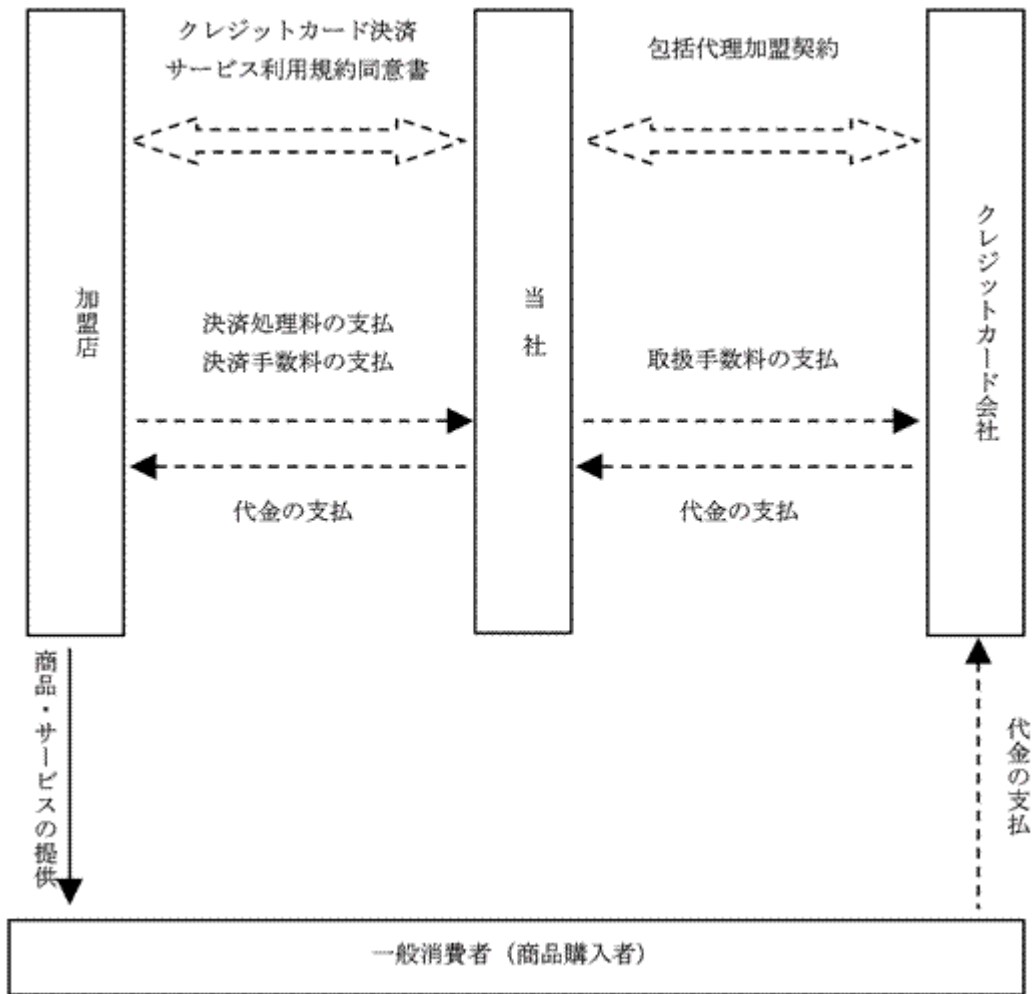 クレジットカード決済
サービス利用規約同意書
包括代理加盟契約
加盟店
当社
クレジットカード会社
決済処理料の支払
決済手数料の支払
取扱手数料の支払
代金の支払
代金の支払
商品・サービスの提供
代金の支払
一般消費者（商品購入者）